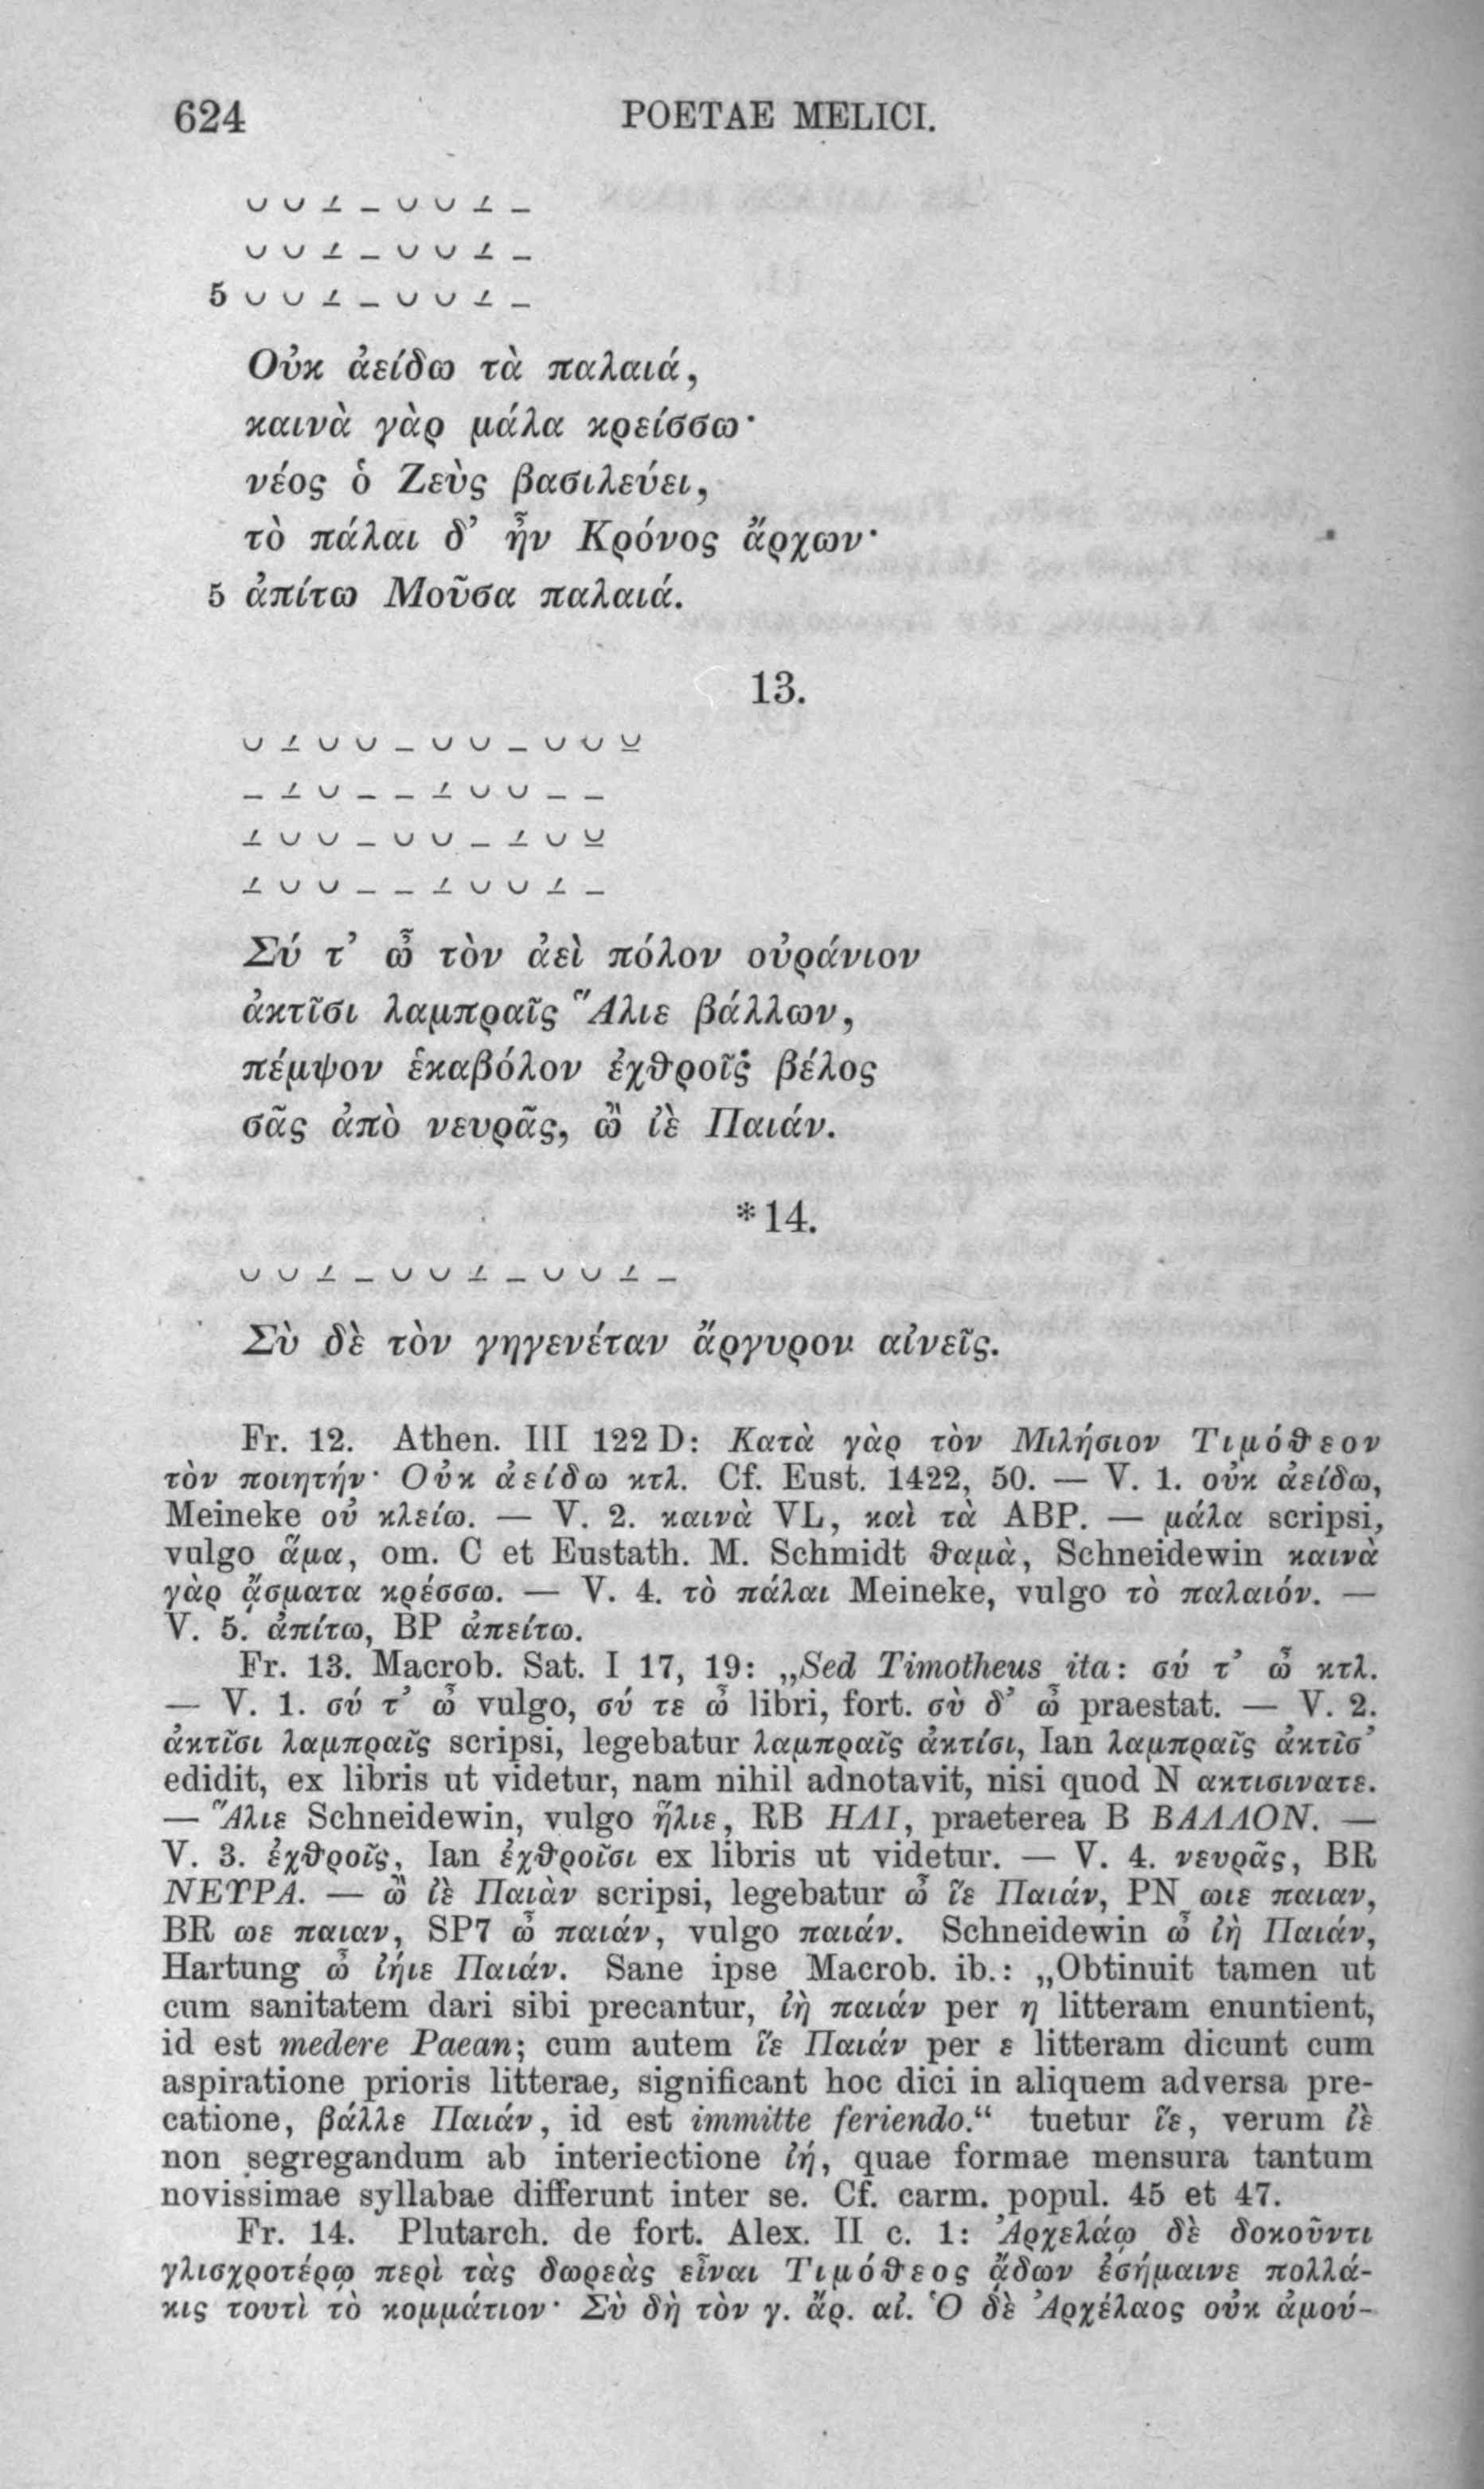 624 POETAE MELICI.
∪ ∪ ⊥ – ∪ ∪ ⊥ –
∪ ∪ ⊥ – ∪ ∪ ⊥ –
5 ∪ ∪ ⊥ – ∪ ∪ ⊥ –
Οὐκ ἀείδω τὰ παλαιά,
καινὰ γὰρ μάλα κρείσσω·
νέος ὁ Ζεὺς βασιλεύει,
τὸ πάλαι δ’ ἦν Κρόνος ἄρχων·
5 ἀπίτω Μοῦσα παλαιά.
13.
∪ ⊥ ∪ ∪ – ∪ ∪ – ∪ ∪ ⊻
– ⊥ ∪ – – ⊥ ∪ ∪ – –
⊥ ∪ ∪ – ∪ ∪ – ⊥ ∪ ⊻
⊥ ∪ ∪ – – ⊥ ∪ ∪ ⊥ –
Σύ τ’ ὦ τὸν ἀεὶ πόλον οὐράνιον
ἀκτῖσι λαμπραῖς Ἅλιε βάλλων,
πέμψον ἑκαβόλον ἐχθροῖς βέλος
σᾶς ἀπὸ νευρᾶς, ὢ ἰὲ Παιάν.
*14.
∪ ∪ ⊥ – ∪ ∪ ⊥ – ∪ ∪ ⊥ –
Σὺ δὲ τὸν γηγενέταν ἄργυρον αἰνεῖς.
Fr. 12. Athen. III 122 D: Κατὰ γὰρ τὸν Μιλήσιον Τιμόθεον
τὸν ποιητήν· Οὐκ ἀείδω κτλ. Cf. Eust. 1422, 50. — V. 1. οὐκ ἀείδω,
Meineke οὐ κλείω. — V. 2. καινὰ VL, καὶ τὰ ABP. — μάλα scripsi,
vulgo ἅμα, om. C et Eustath. M. Schmidt θαμὰ, Schneidewin καινὰ
γὰρ ᾄσματα κρέσσω. — V. 4. τὸ πάλαι Meineke, vulgo τὸ παλαιόν. —
V. 5. ἀπίτω, BP ἀπείτω.
Fr. 13. Macrob. Sat. I 17, 19: „Sed Timotheus ita: σύ τ’ ὦ κτλ.
— V. 1. σύ τ’ ὦ vulgo, σύ τε ὦ libri, fort. σὺ δ’ ὦ praestat. — V. 2.
ἀκτῖσι λαμπραῖς scripsi, legebatur λαμπραῖς ἀκτίσι, Ian λαμπραῖς ἀκτῖσ’
edidit, ex libris ut videtur, nam nihil adnotavit, nisi quod N ακτισινατε.
— Ἅλιε Schneidewin, vulgo ἥλιε, RB ΗΛΙ, praeterea B ΒΑΛΛΟΝ. —
V. 3. ἐχθροῖς, Ian ἐχθροῖσι ex libris ut videtur. — V. 4. νευρᾶς, BR
ΝΕΥΡΑ. — ὢ ἰὲ Παιὰν scripsi, legebatur ὦ ἵε Παιάν, PN ωιε παιαν,
BR ωε παιαν, SP7 ὦ παιάν, vulgo παιάν. Schneidewin ὦ ἰὴ Παιάν,
Hartung ὦ ἰήιε Παιάν. Sane ipse Macrob. ib.: „Obtinuit tamen ut
cum sanitatem dari sibi precantur, ἰὴ παιάν per η litteram enuntient,
id est medere Paean; cum autem ἵε Παιάν per ε litteram dicunt cum
aspiratione prioris litterae, significant hoc dici in aliquem adversa pre-
catione, βάλλε Παιάν, id est immitte feriendo.“ tuetur ἵε, verum ἰὲ
non segregandum ab interiectione ἰή, quae formae mensura tantum
novissimae syllabae differunt inter se. Cf. carm. popul. 45 et 47.
Fr. 14. Plutarch. de fort. Alex. II c. 1: Ἀρχελάῳ δὲ δοκοῦντι
γλισχροτέρῳ περὶ τὰς δωρεὰς εἶναι Τιμόθεος ᾄδων ἐσήμαινε πολλά-
κις τουτὶ τὸ κομμάτιον· Σὺ δὴ τὸν γ. ἄρ. αἰ. Ὁ δὲ Ἀρχέλαος οὐκ ἀμού-